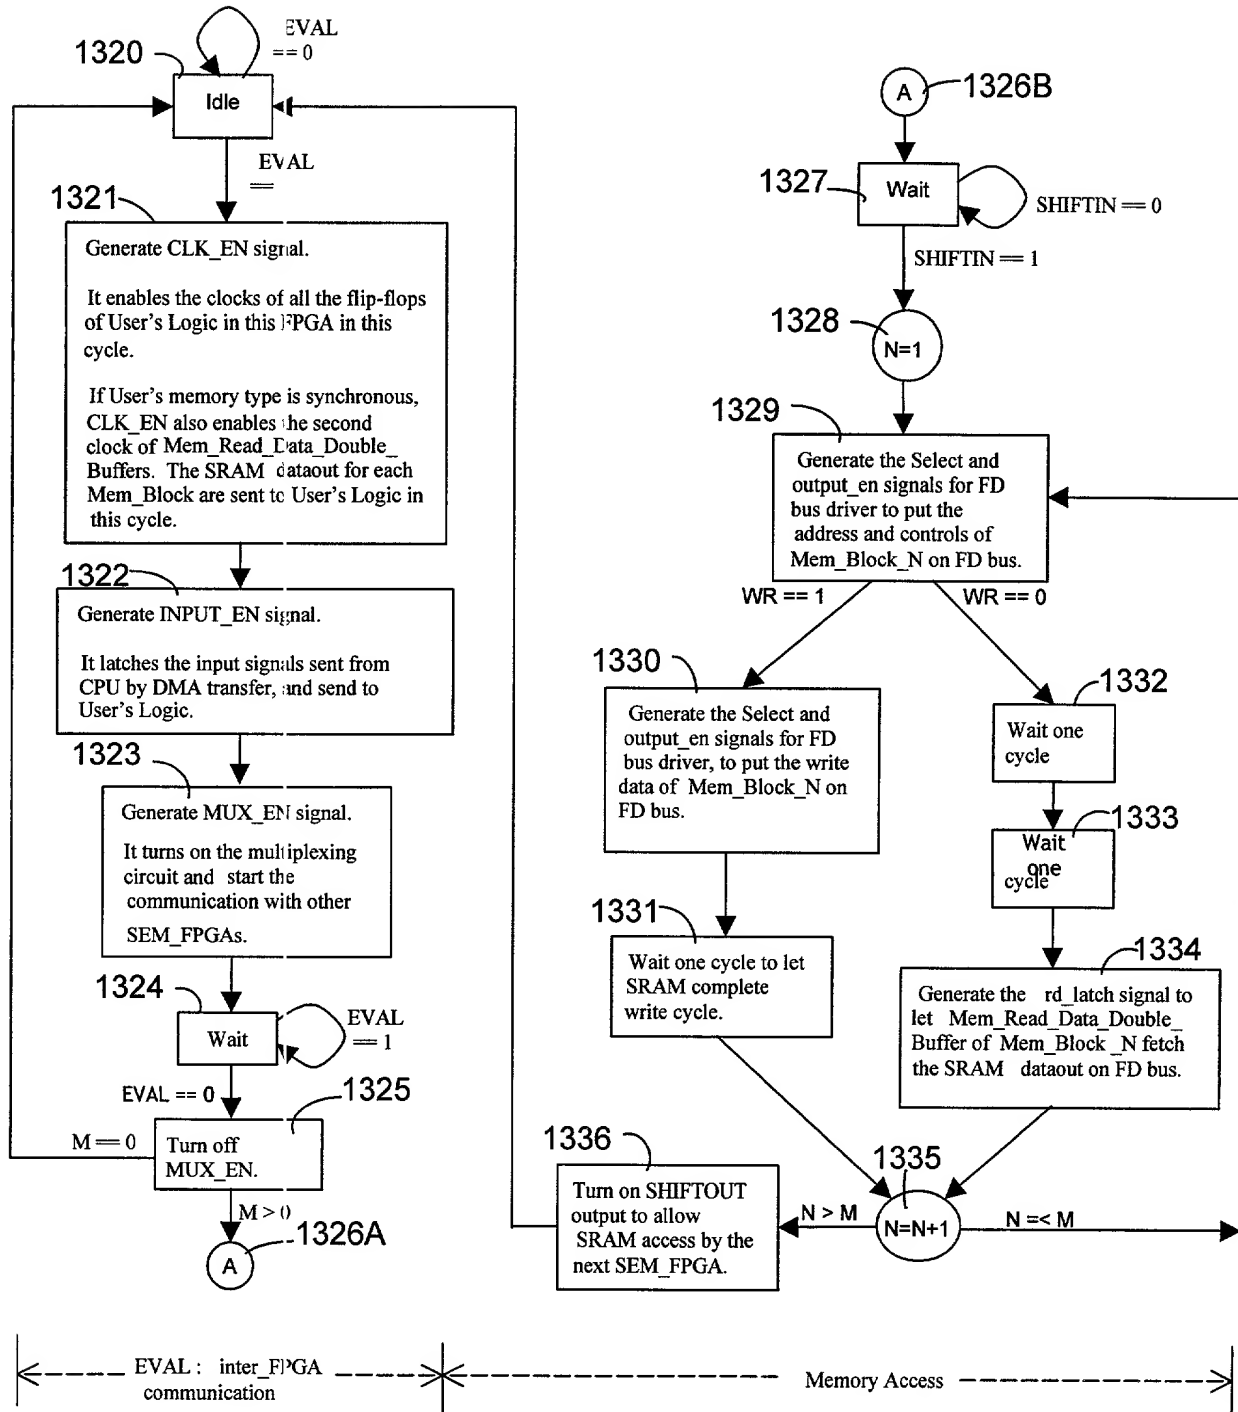 EVAL
== 0
1320
Idle
EVAL
==
1321
Generate CLK_EN signal.
It enables the clocks of all the flip-flops
of User's Logic in this FPGA in this
cycle.
If User's memory type is synchronous,
CLK_EN also enables the second
clock of Mem_Read_Data_Double_
Buffers. The SRAM dataout for each
Mem_Block are sent to User's Logic in
this cycle.
1322
Generate INPUT_EN signal.
It latches the input signals sent from
CPU by DMA transfer, and send to
User's Logic.
1323
Generate MUX_EN signal.
It turns on the multiplexing
circuit and start the
communication with other
SEM_FPGAs.
1324
Wait
EVAL
== 1
EVAL == 0
1325
M == 0
Turn off
MUX_EN.
M > 0
1326A
A
A
1326B
1327
Wait
SHIFTIN == 0
SHIFTIN == 1
1328
N=1
1329
Generate the Select and
output_en signals for FD
bus driver to put the
address and controls of
Mem_Block_N on FD bus.
WR == 1
WR == 0
1330
Generate the Select and
output_en signals for FD
bus driver, to put the write
data of Mem_Block_N on
FD bus.
1331
Wait one cycle to let
SRAM complete
write cycle.
1332
Wait one
cycle
1333
Wait
one
cycle
1334
Generate the rd_latch signal to
let Mem_Read_Data_Double_
Buffer of Mem_Block_N fetch
the SRAM dataout on FD bus.
1335
N=N+1
N > M
N =< M
1336
Turn on SHIFTOUT
output to allow
SRAM access by the
next SEM_FPGA.
EVAL : inter_FPGA
communication
Memory Access